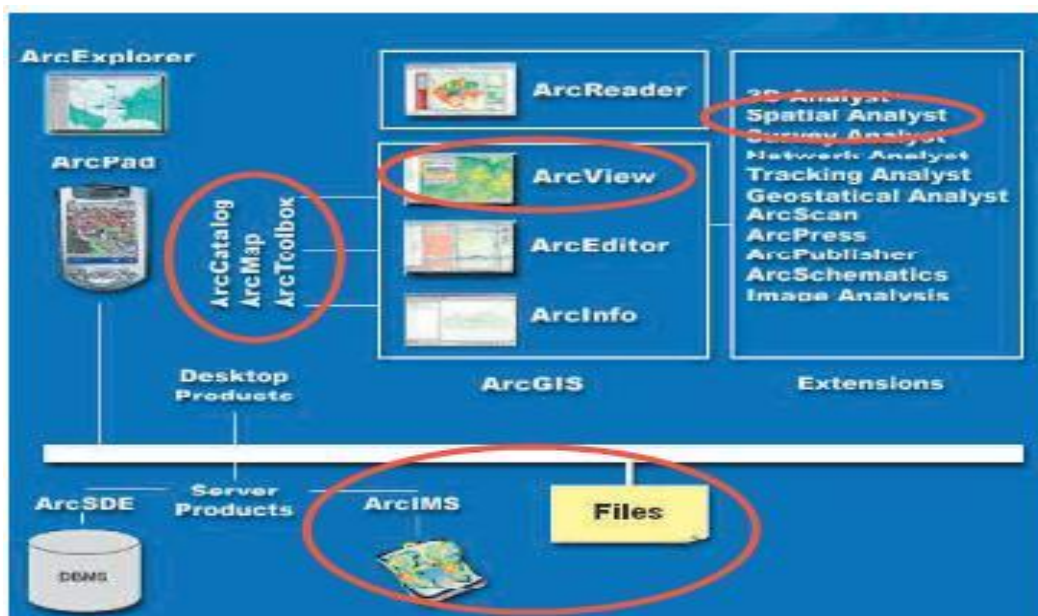 ArcExplorer
ArcPad
ArcCatalog
ArcMap
ArcToolbox
ArcReader
ArcView
ArcEditor
ArcInfo
ArcGIS
3D Analyst
Spatial Analyst
Survey Analyst
Network Analyst
Tracking Analyst
Geostatical Analyst
ArcScan
ArcPress
ArcPublisher
ArcSchematics
Image Analysis
Extensions
Desktop
Products
ArcSDE
Server
Products
ArcIMS
Files
DBMS